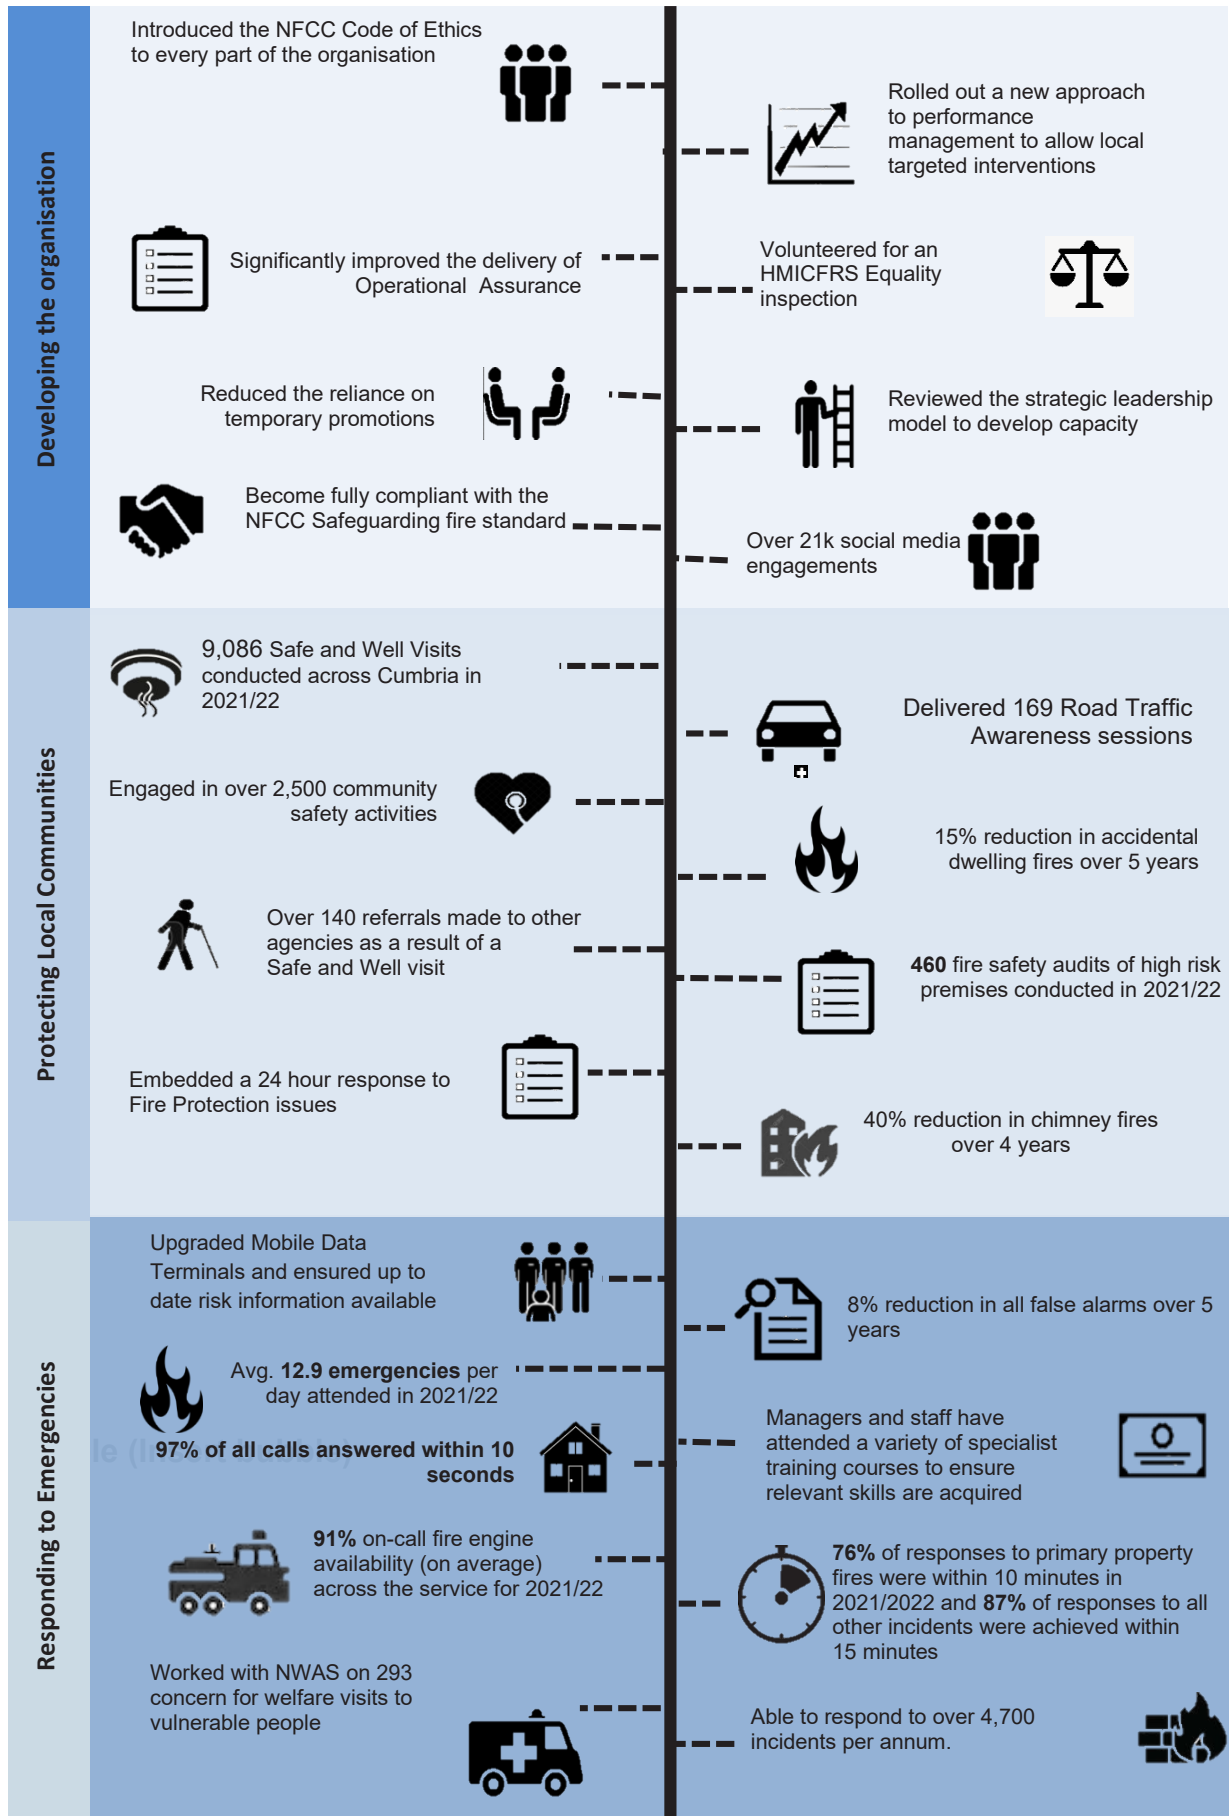 Developing the organisation
Introduced the NFCC Code of Ethics
to every part of the organisation
Rolled out a new approach
to performance
management to allow local
targeted interventions
Significantly improved the delivery of
Operational Assurance
Volunteered for an
HMICFRS Equality
inspection
Reduced the reliance on
temporary promotions
Reviewed the strategic leadership
model to develop capacity
Become fully compliant with the
NFCC Safeguarding fire standard
Over 21k social media
engagements
Protecting Local Communities
9,086 Safe and Well Visits
conducted across Cumbria in
2021/22
Delivered 169 Road Traffic
Awareness sessions
Engaged in over 2,500 community
safety activities
15% reduction in accidental
dwelling fires over 5 years
Over 140 referrals made to other
agencies as a result of a
Safe and Well visit
460 fire safety audits of high risk
premises conducted in 2021/22
Embedded a 24 hour response to
Fire Protection issues
40% reduction in chimney fires
over 4 years
Responding to Emergencies
Upgraded Mobile Data
Terminals and ensured up to
date risk information available
8% reduction in all false alarms over 5
years
Avg. 12.9 emergencies per
day attended in 2021/22
97% of all calls answered within 10
seconds
Managers and staff have
attended a variety of specialist
training courses to ensure
relevant skills are acquired
91% on-call fire engine
availability (on average)
across the service for 2021/22
76% of responses to primary property
fires were within 10 minutes in
2021/2022 and 87% of responses to all
other incidents were achieved within
15 minutes
Worked with NWAS on 293
concern for welfare visits to
vulnerable people
Able to respond to over 4,700
incidents per annum.